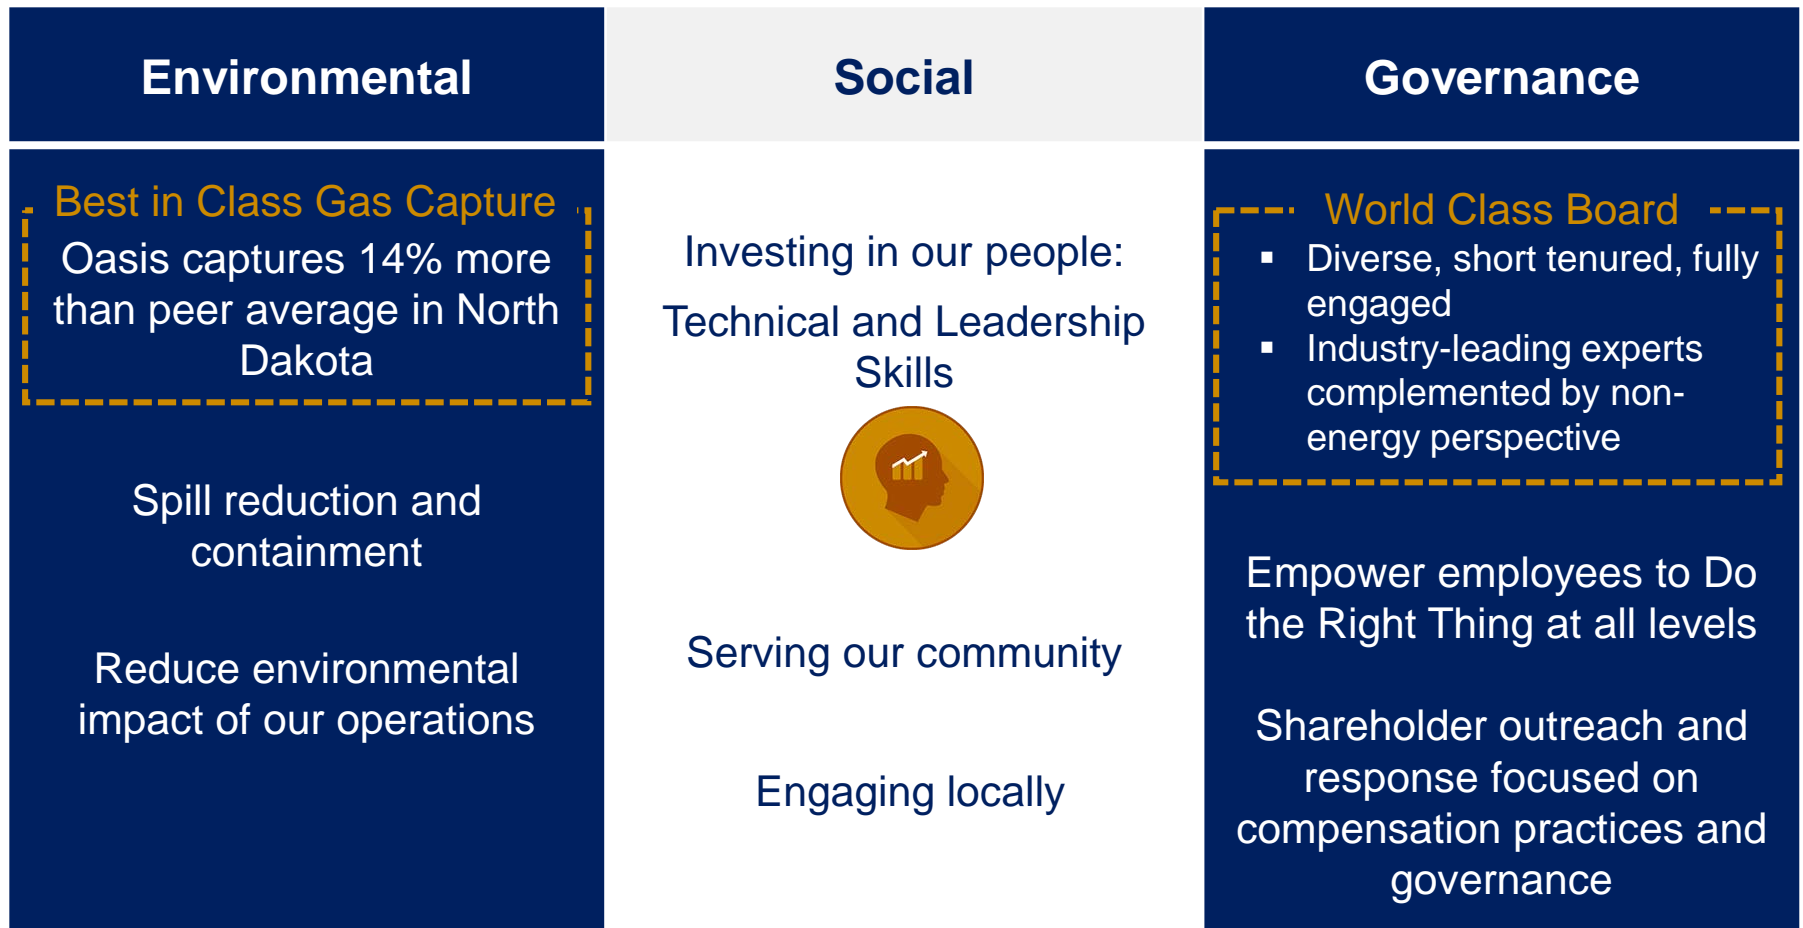 Environmental
Best in Class Gas Capture
Oasis captures 14% more
than peer average in North
Dakota
Spill reduction and
containment
Reduce environmental
impact of our operations
Social
Investing in our people:
Technical and Leadership
Skills
Serving our community
Engaging locally
Governance
World Class Board
▪ Diverse, short tenured, fully
engaged
▪ Industry-leading experts
complemented by non-
energy perspective
Empower employees to Do
the Right Thing at all levels
Shareholder outreach and
response focused on
compensation practices and
governance